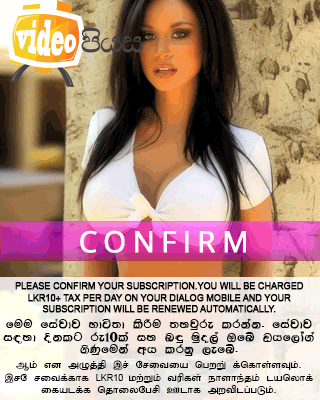 video පියස
CONFIRM
PLEASE CONFIRM YOUR SUBSCRIPTION.YOU WILL BE CHARGED
LKR10+ TAX PER DAY ON YOUR DIALOG MOBILE AND YOUR
SUBSCRIPTION WILL BE RENEWED AUTOMATICALLY.
මෙම සේවාව භාවිතා කිරීම තහවුරු කරන්න. සේවාව
සඳහා දිනකට රු10ක් සහ බදු මුදල් ඔබේ ඩයලොග්
ගිණුමෙන් අය කරනු ලැබේ.
ஆம் என அழுத்தி இச் சேவையை பெற்றுக்கொள்ளவும்.
இச்சேவைக்காக LKR10 மற்றும் வரிகள் நாளாந்தம் டயலொக்
கையடக்க தொலைபேசி ஊடாக அறவிடப்படும்.